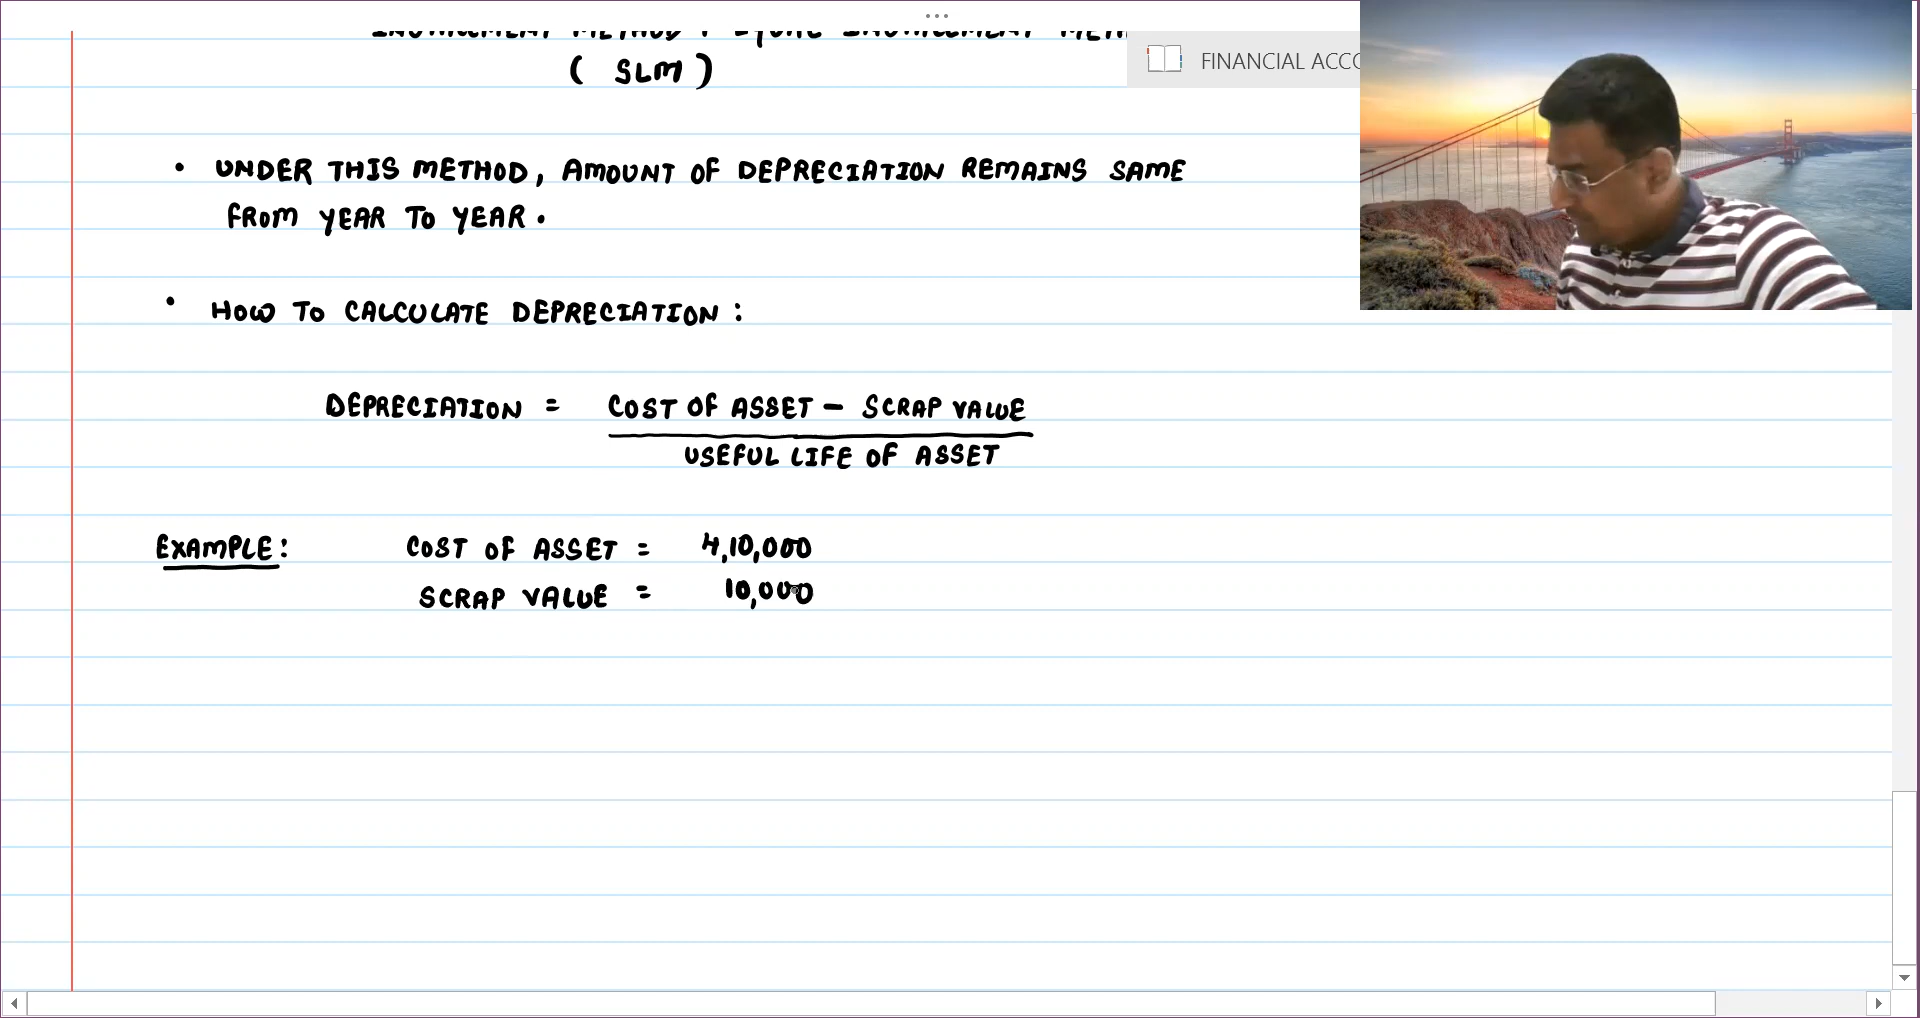 ( SLM )
FINANCIAL ACCO
• UNDER THIS METHOD, AMOUNT OF DEPRECIATION REMAINS SAME
FROM YEAR TO YEAR.
• HOW TO CALCULATE DEPRECIATION :
DEPRECIATION = COST OF ASSET – SCRAP VALUE
USEFUL LIFE OF ASSET
EXAMPLE: COST OF ASSET = 4,10,000
SCRAP VALUE = 10,000